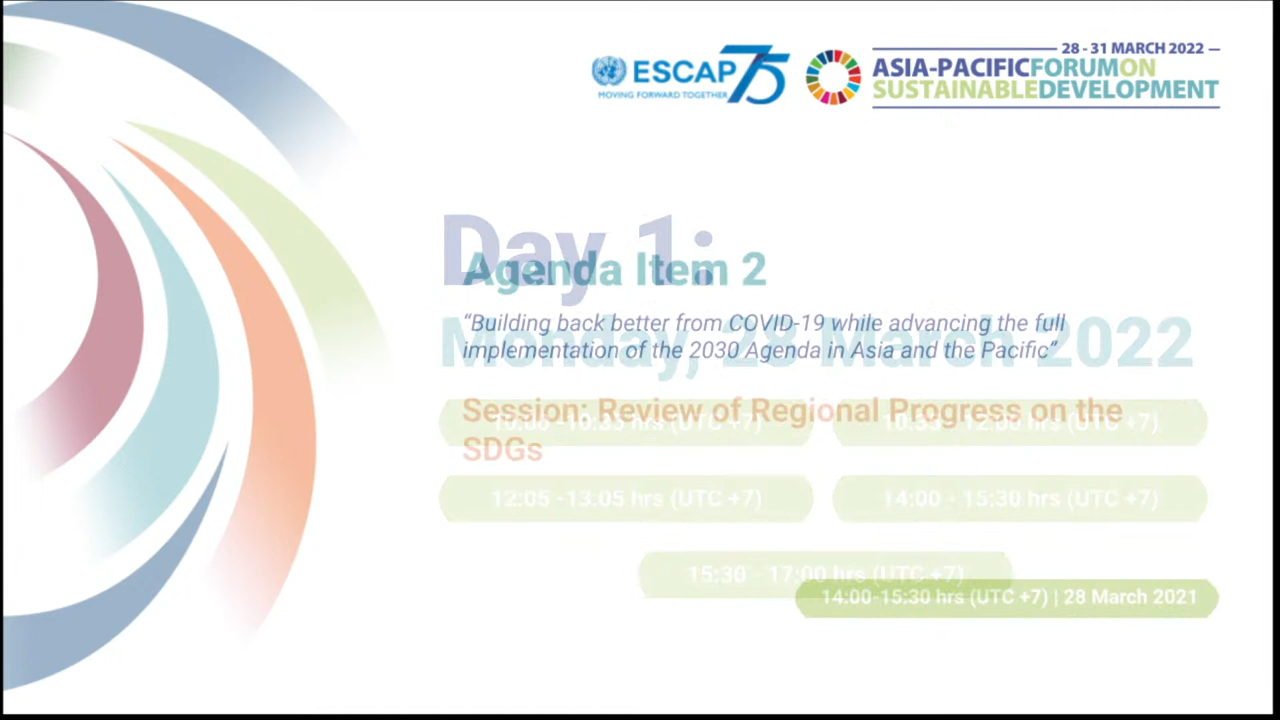 28 - 31 MARCH 2022
ESCAP 75
MOVING FORWARD TOGETHER
ASIA-PACIFIC FORUM ON
SUSTAINABLE DEVELOPMENT
Day 1:
Agenda Item 2
“Building back better from COVID-19 while advancing the full
implementation of the 2030 Agenda in Asia and the Pacific”
Monday, 28 March 2022
Session: Review of Regional Progress on the
SDGs
12:05 -13:05 hrs (UTC +7)
14:00 - 15:30 hrs (UTC +7)
15:30 - 17:00 hrs (UTC +7)
14:00-15:30 hrs (UTC +7) | 28 March 2021